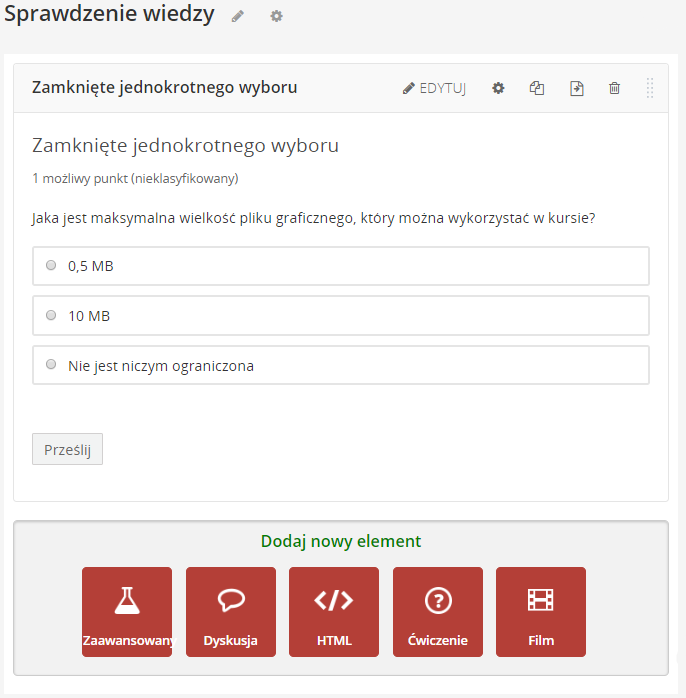 Sprawdzenie wiedzy
Zamknięte jednokrotnego wyboru
EDYTUJ
Zamknięte jednokrotnego wyboru
1 możliwy punkt (nieklasyfikowany)
Jaka jest maksymalna wielkość pliku graficznego, który można wykorzystać w kursie?
0,5 MB
10 MB
Nie jest niczym ograniczona
Prześlij
Dodaj nowy element
Zaawansowany
Dyskusja
HTML
Ćwiczenie
Film